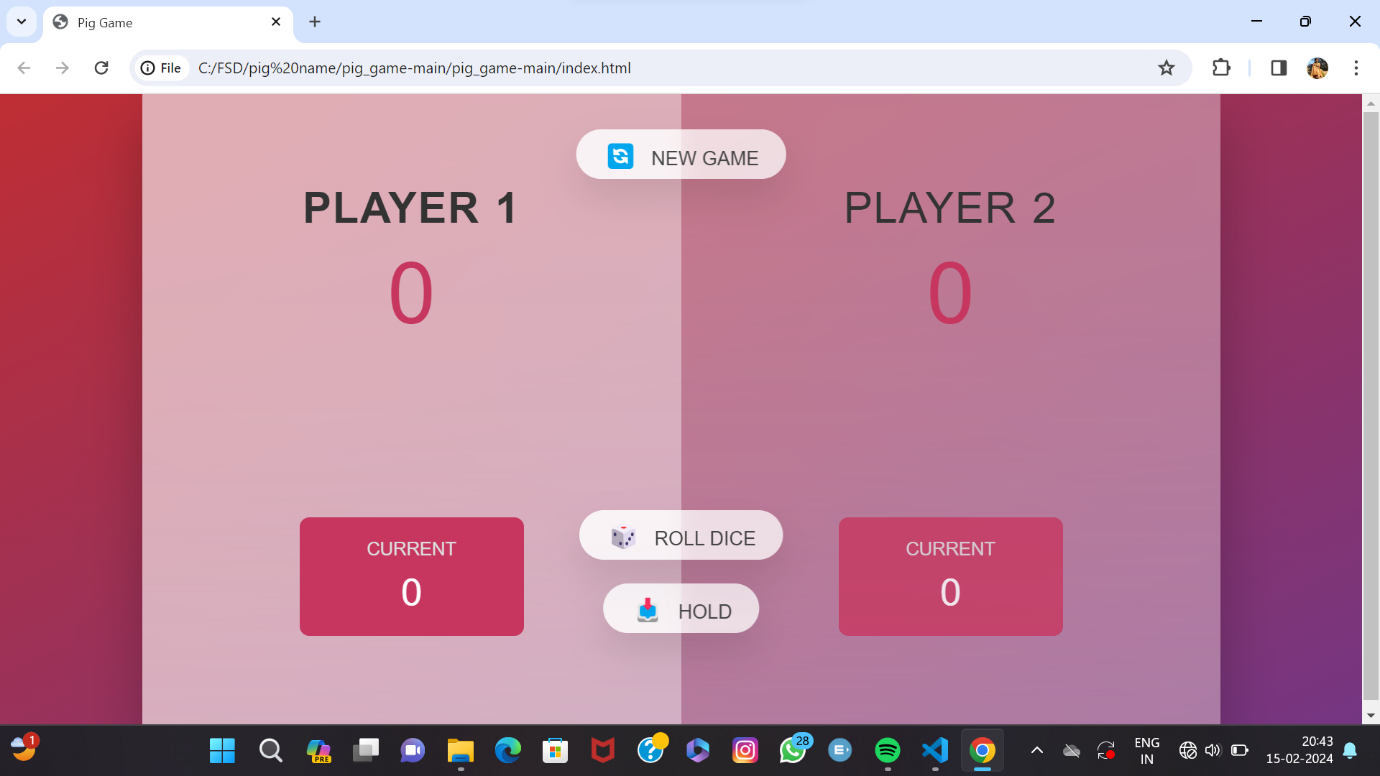 Pig Game
File
C:/FSD/pig%20name/pig_game-main/pig_game-main/index.html
NEW GAME
PLAYER 1
PLAYER 2
0
0
CURRENT
0
ROLL DICE
HOLD
CURRENT
0
1
PRE
28
ENG
IN
20:43
15-02-2024